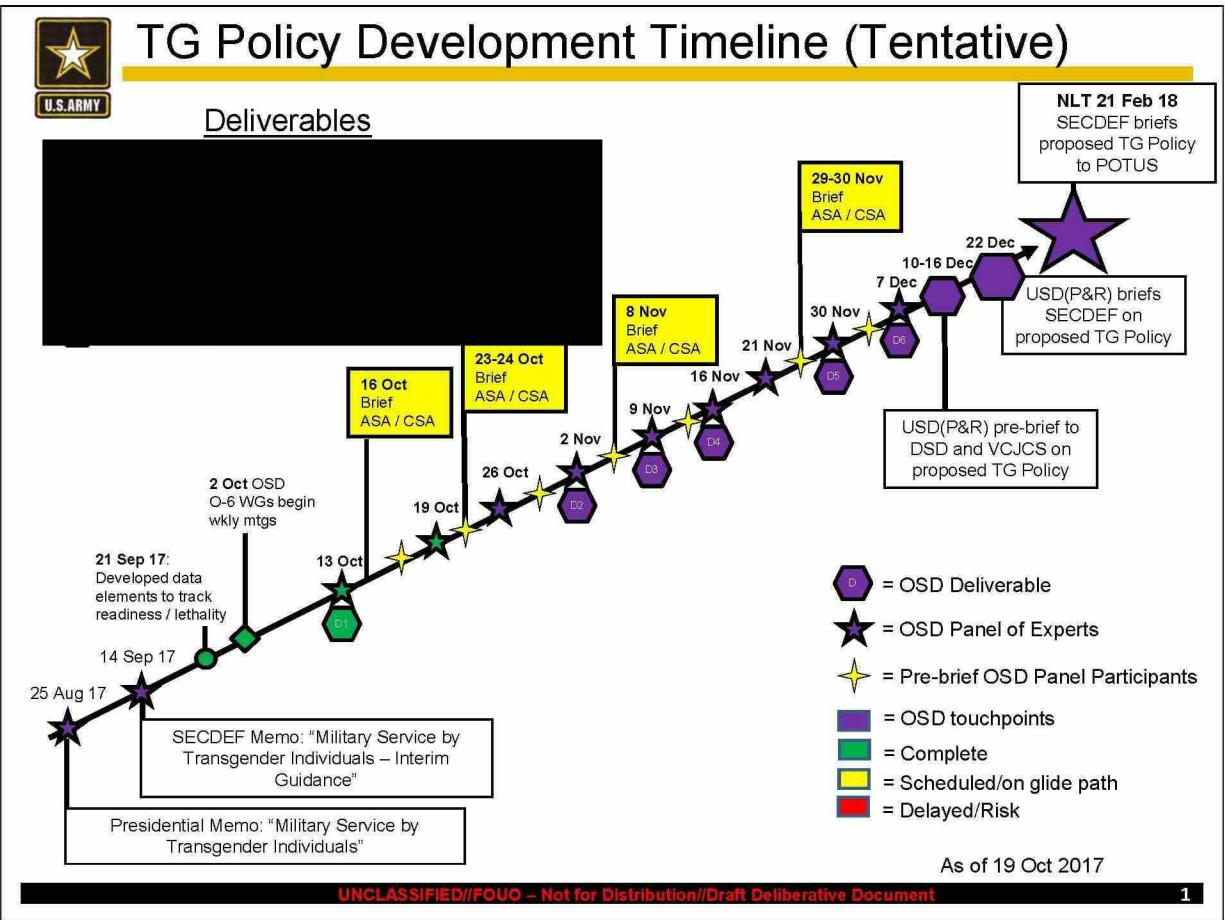 TG Policy Development Timeline (Tentative)
U.S.ARMY
Deliverables
NLT 21 Feb 18
SECDEF briefs
proposed TG Policy
to POTUS
29-30 Nov
Brief
ASA / CSA
22 Dec
10-16 Dec
7 Dec
USD(P&R) briefs
SECDEF on
proposed TG Policy
8 Nov
Brief
ASA / CSA
30 Nov
D6
23-24 Oct
Brief
ASA / CSA
21 Nov
D5
16 Oct
Brief
ASA / CSA
16 Nov
9 Nov
D4
USD(P&R) pre-brief to
DSD and VCJCS on
proposed TG Policy
2 Nov
D3
26 Oct
D2
2 Oct OSD
O-6 WGs begin
wkly mtgs
19 Oct
21 Sep 17:
Developed data
elements to track
readiness / lethality
13 Oct
D1
14 Sep 17
25 Aug 17
SECDEF Memo: “Military Service by
Transgender Individuals – Interim
Guidance”
Presidential Memo: “Military Service by
Transgender Individuals”
D = OSD Deliverable
= OSD Panel of Experts
= Pre-brief OSD Panel Participants
= OSD touchpoints
= Complete
= Scheduled/on glide path
= Delayed/Risk
As of 19 Oct 2017
UNCLASSIFIED//FOUO – Not for Distribution//Draft Deliberative Document
1